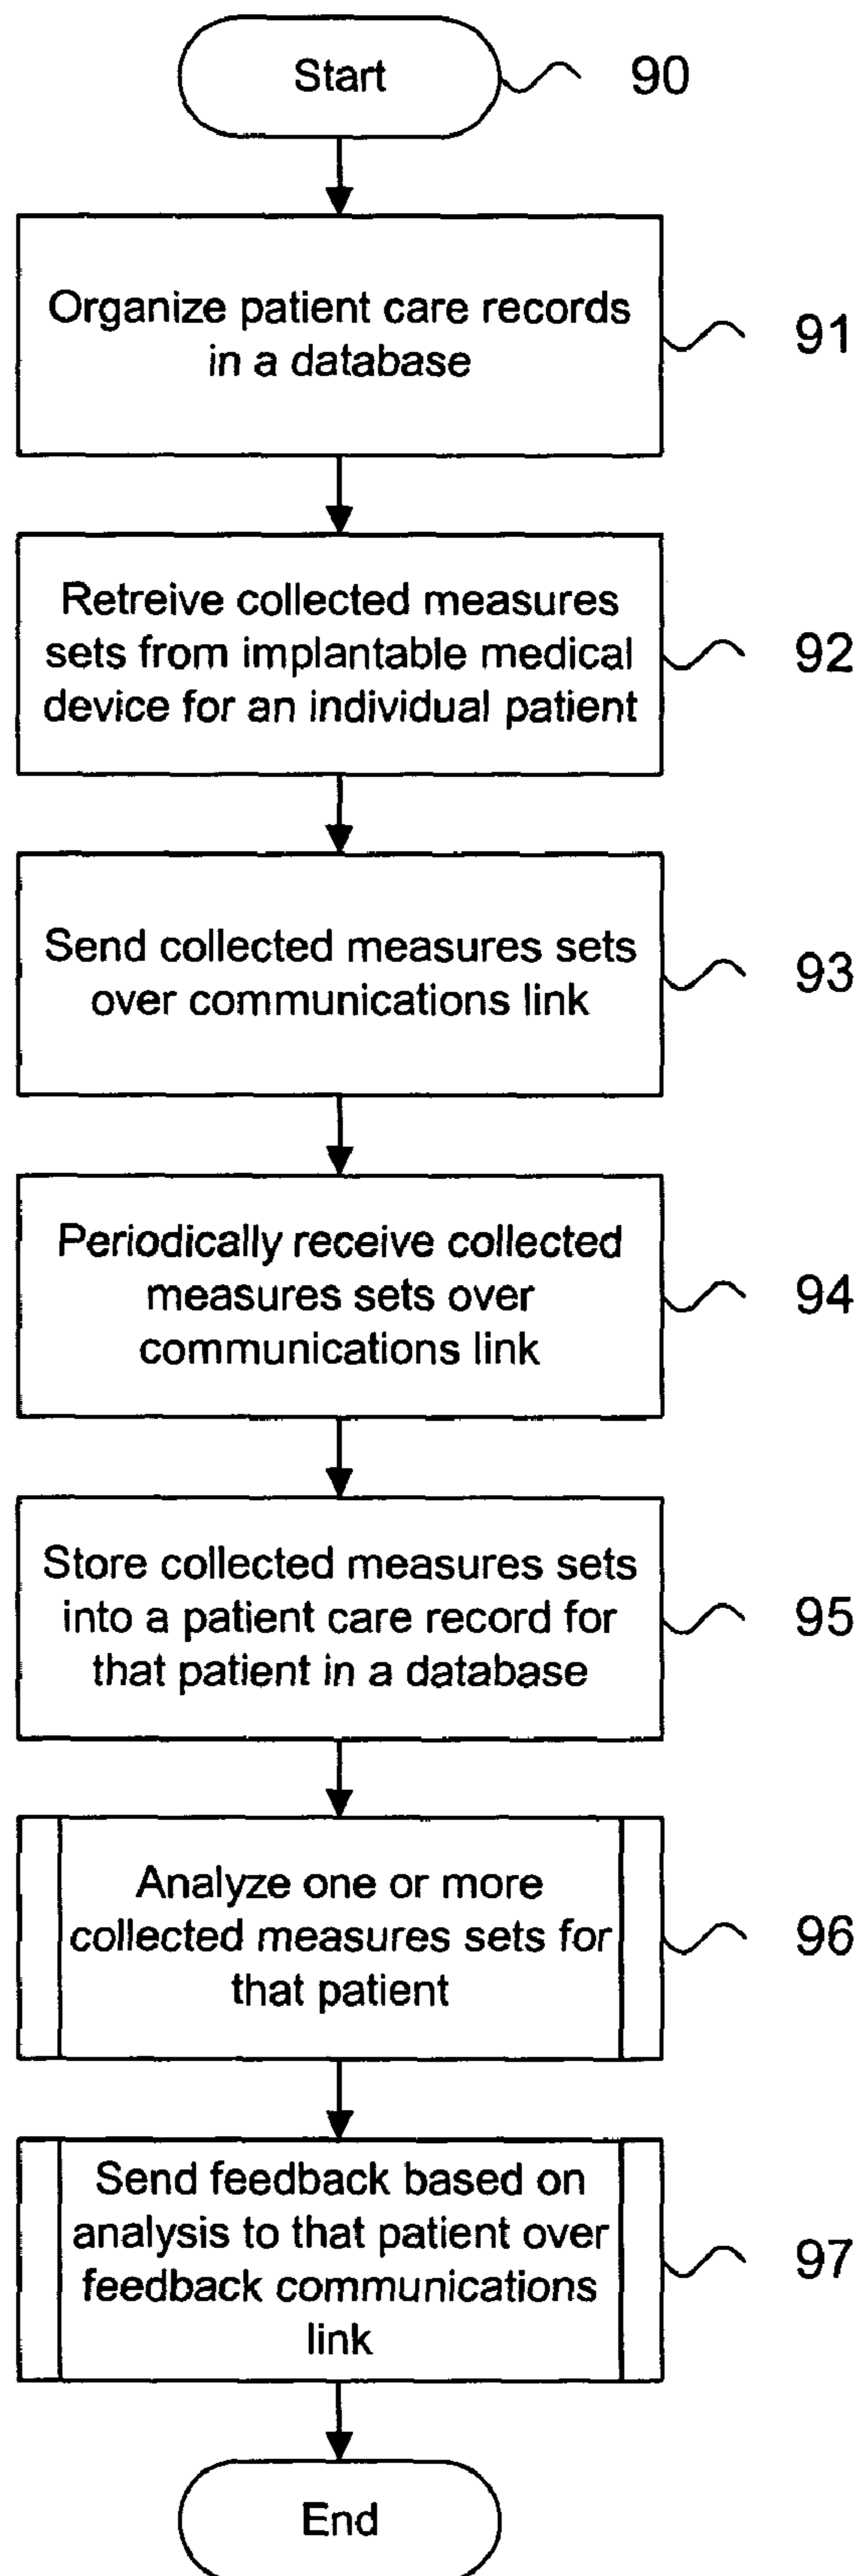 Start
90
Organize patient care records
in a database
91
Retreive collected measures
sets from implantable medical
device for an individual patient
92
Send collected measures sets
over communications link
93
Periodically receive collected
measures sets over
communications link
94
Store collected measures sets
into a patient care record for
that patient in a database
95
Analyze one or more
collected measures sets for
that patient
96
Send feedback based on
analysis to that patient over
feedback communications
link
97
End